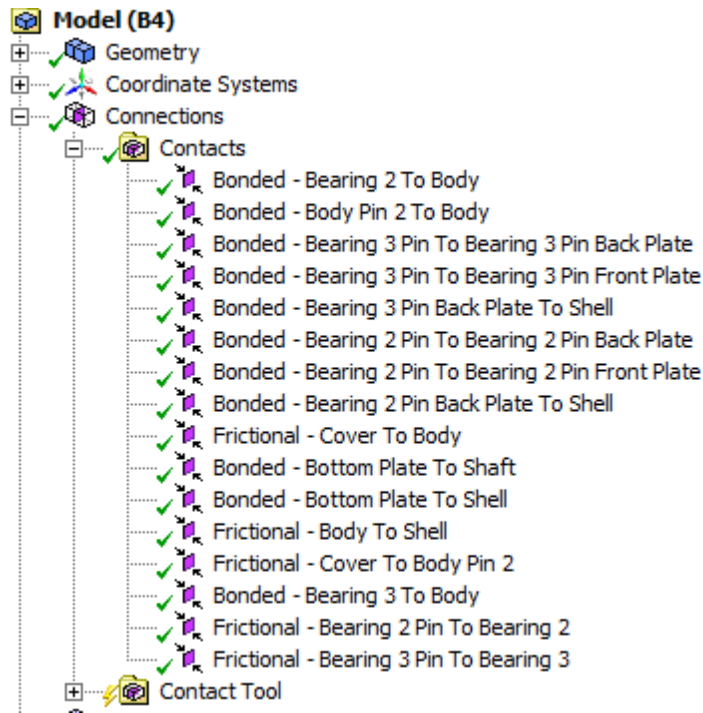 Model (B4)
Geometry
Coordinate Systems
Connections
Contacts
Bonded - Bearing 2 To Body
Bonded - Body Pin 2 To Body
Bonded - Bearing 3 Pin To Bearing 3 Pin Back Plate
Bonded - Bearing 3 Pin To Bearing 3 Pin Front Plate
Bonded - Bearing 3 Pin Back Plate To Shell
Bonded - Bearing 2 Pin To Bearing 2 Pin Back Plate
Bonded - Bearing 2 Pin To Bearing 2 Pin Front Plate
Bonded - Bearing 2 Pin Back Plate To Shell
Frictional - Cover To Body
Bonded - Bottom Plate To Shaft
Bonded - Bottom Plate To Shell
Frictional - Body To Shell
Frictional - Cover To Body Pin 2
Bonded - Bearing 3 To Body
Frictional - Bearing 2 Pin To Bearing 2
Frictional - Bearing 3 Pin To Bearing 3
Contact Tool